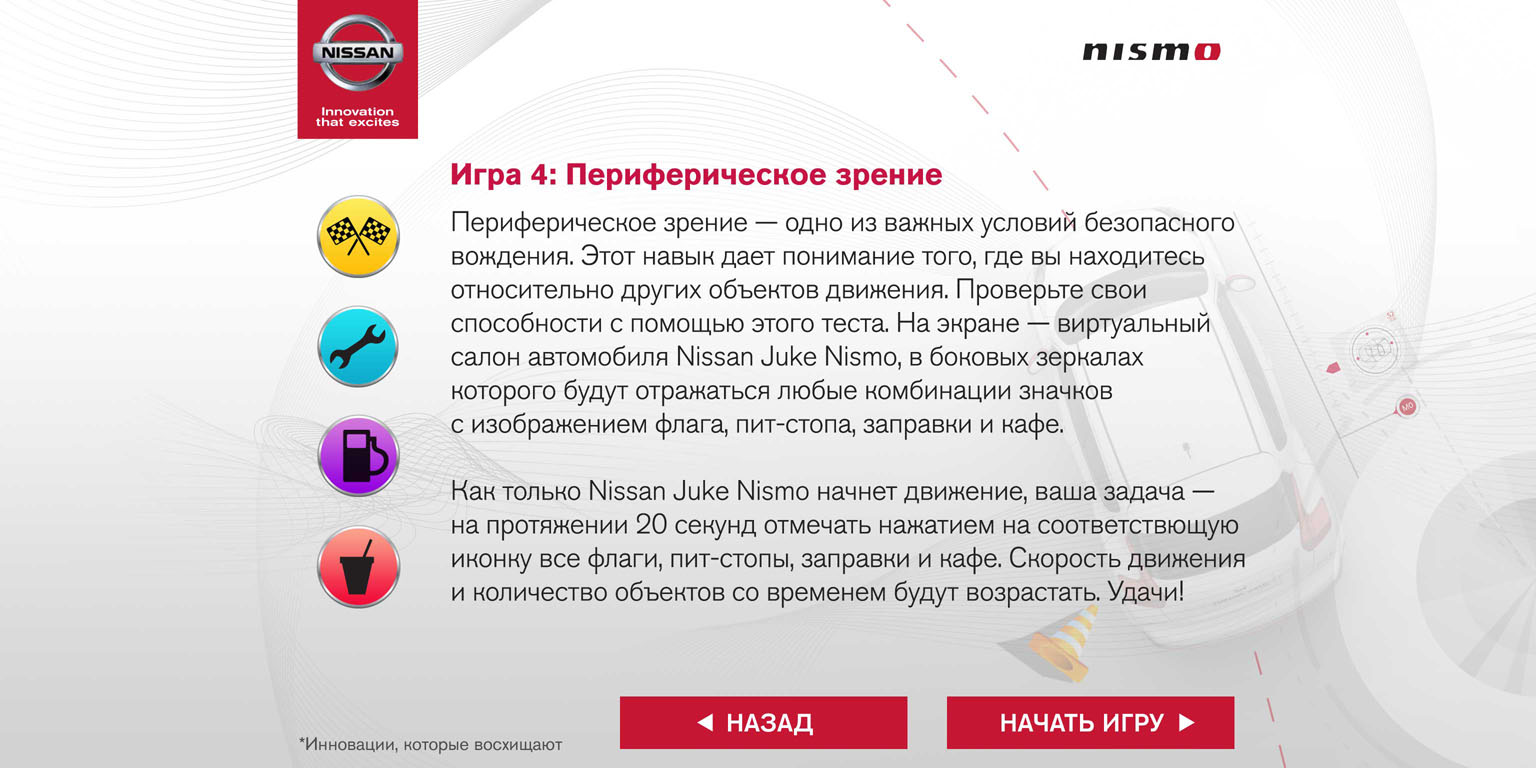 NISSAN
Innovation
that excites
nismo
Игра 4: Периферическое зрение
Периферическое зрение — одно из важных условий безопасного
вождения. Этот навык дает понимание того, где вы находитесь
относительно других объектов движения. Проверьте свои
способности с помощью этого теста. На экране — виртуальный
салон автомобиля Nissan Juke Nismo, в боковых зеркалах
которого будут отражаться любые комбинации значков
с изображением флага, пит-стопа, заправки и кафе.
Как только Nissan Juke Nismo начнет движение, ваша задача —
на протяжении 20 секунд отмечать нажатием на соответствющую
иконку все флаги, пит-стопы, заправки и кафе. Скорость движения
и количество объектов со временем будут возрастать. Удачи!
НАЗАД
НАЧАТЬ ИГРУ
*Инновации, которые восхищают